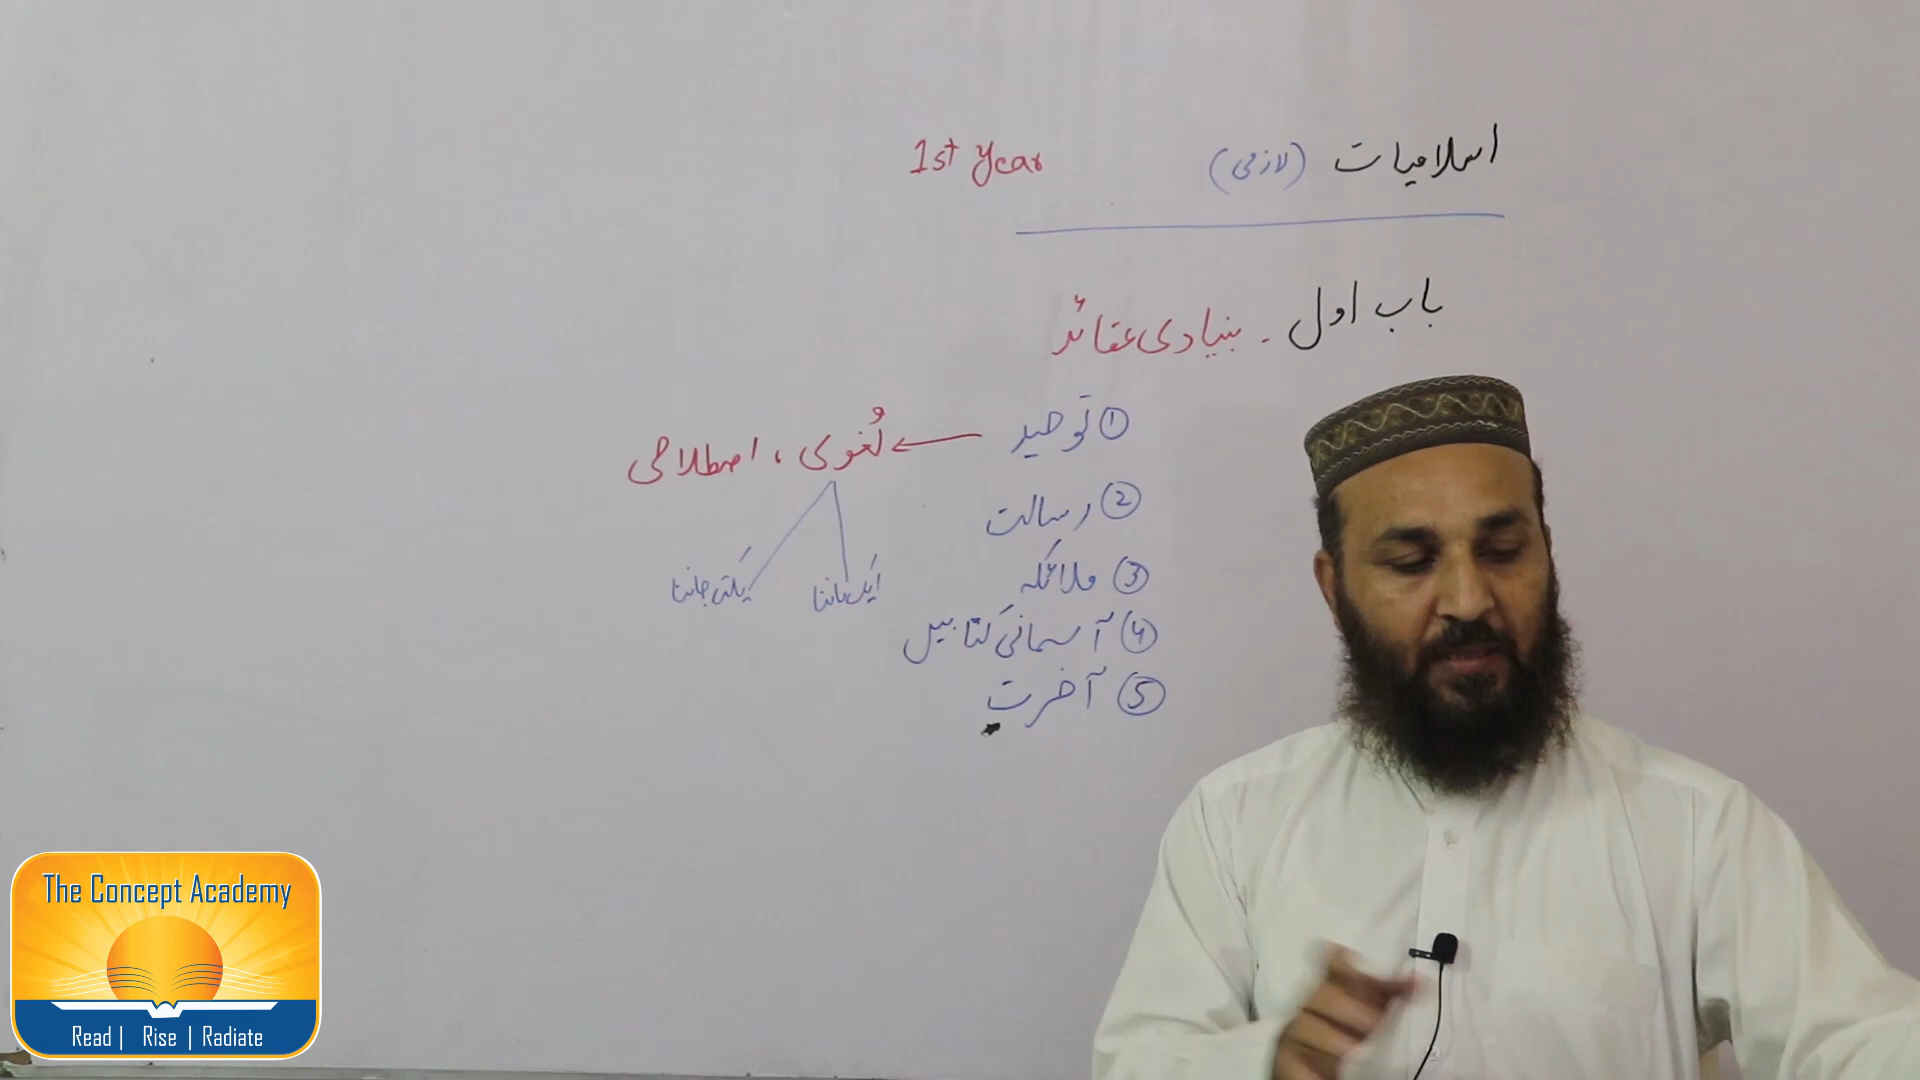 اسلامیات (لازمی) 1st year
باب اول ۔ بنیادی عقائد
① توحید ← لُغوی ، اصطلاحی
ایک ماننا یکتا جاننا
② رسالت
③ ملائکہ
④ آسمانی کتابیں
⑤ آخرت
The Concept Academy
Read | Rise | Radiate